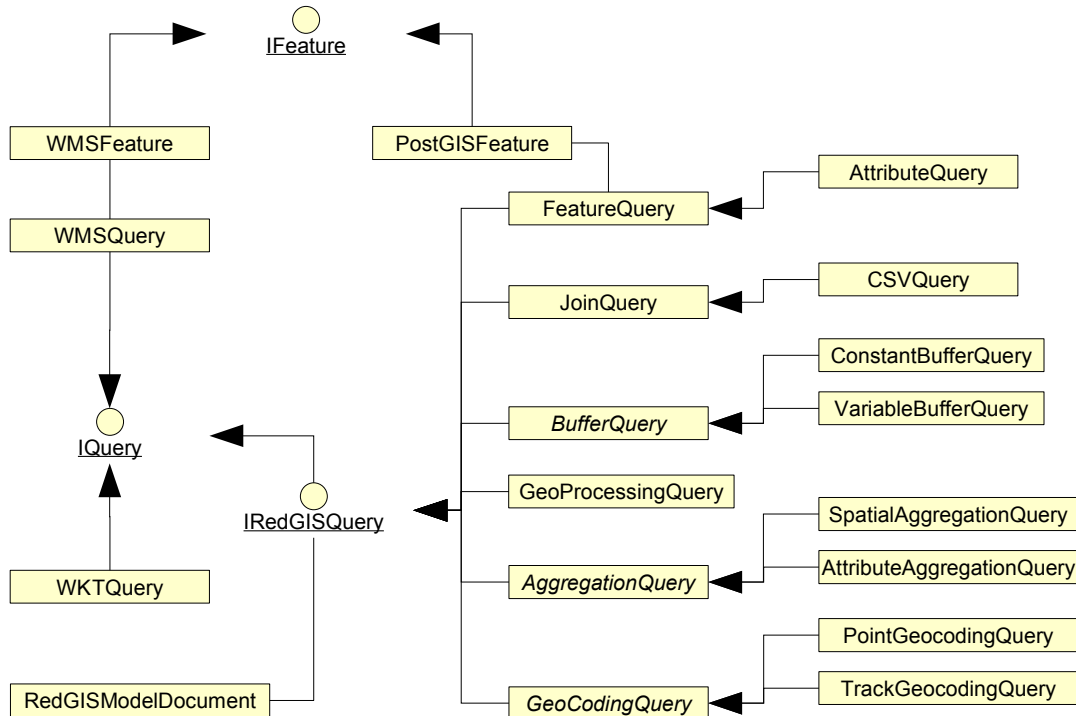 IFeature
WMSFeature
PostGISFeature
AttributeQuery
FeatureQuery
WMSQuery
CSVQuery
JoinQuery
ConstantBufferQuery
VariableBufferQuery
BufferQuery
IQuery
GeoProcessingQuery
IRedGISQuery
SpatialAggregationQuery
AttributeAggregationQuery
AggregationQuery
WKTQuery
PointGeocodingQuery
TrackGeocodingQuery
RedGISModelDocument
GeoCodingQuery